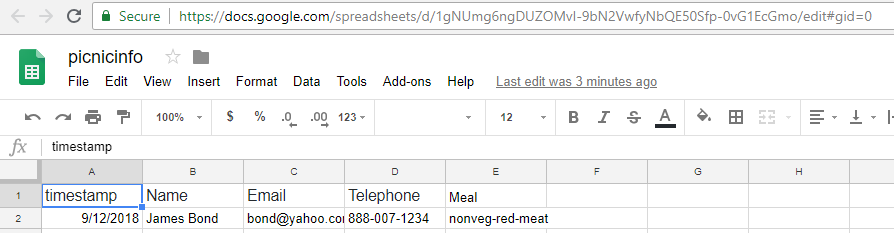 Secure https://docs.google.com/spreadsheets/d/1gNUmg6ngDUZOMvI-9bN2VwfyNbQE50Sfp-0vG1EcGmo/edit#gid=0
picnicinfo
File Edit View Insert Format Data Tools Add-ons Help Last edit was 3 minutes ago
100% $ % .0 .00 123 12 B I S A
fx timestamp
A B C D E F G H
1 timestamp Name Email Telephone Meal
2 9/12/2018 James Bond bond@yahoo.com 888-007-1234 nonveg-red-meat